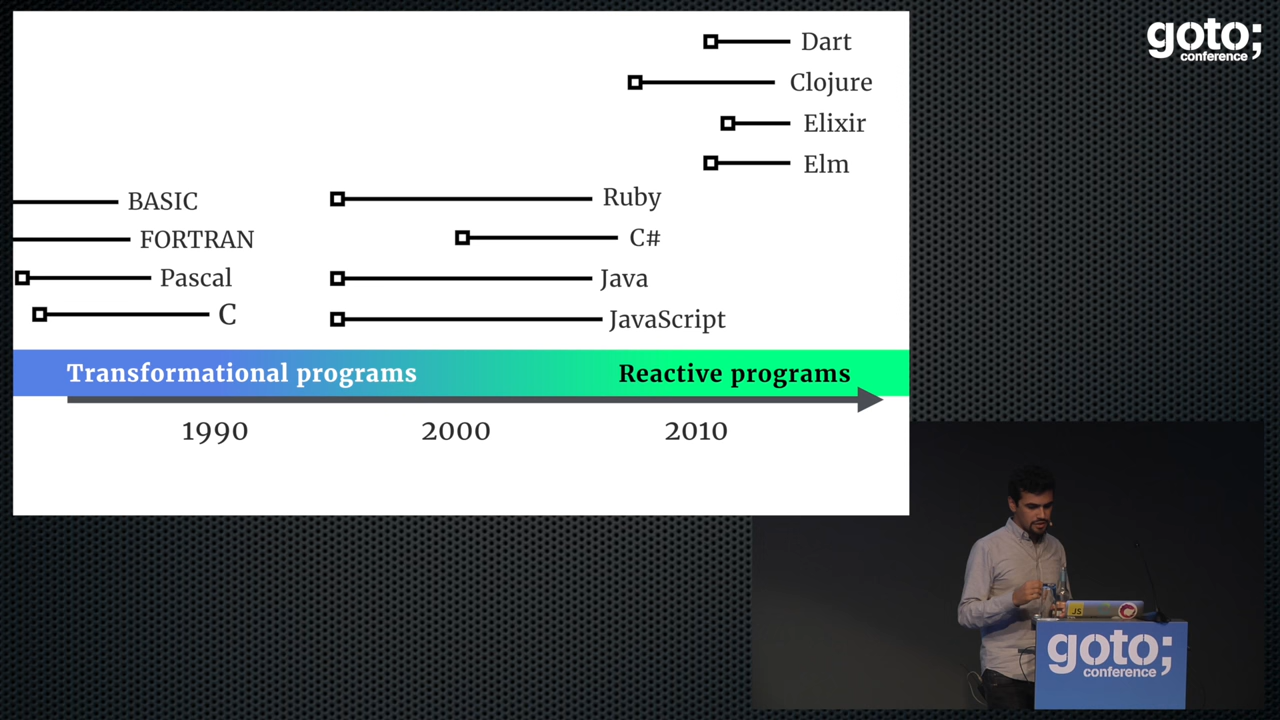 Dart
Clojure
Elixir
Elm
BASIC
Ruby
FORTRAN
C#
Pascal
Java
C
JavaScript
Transformational programs
Reactive programs
1990
2000
2010
goto;
conference
JS
goto;
conference